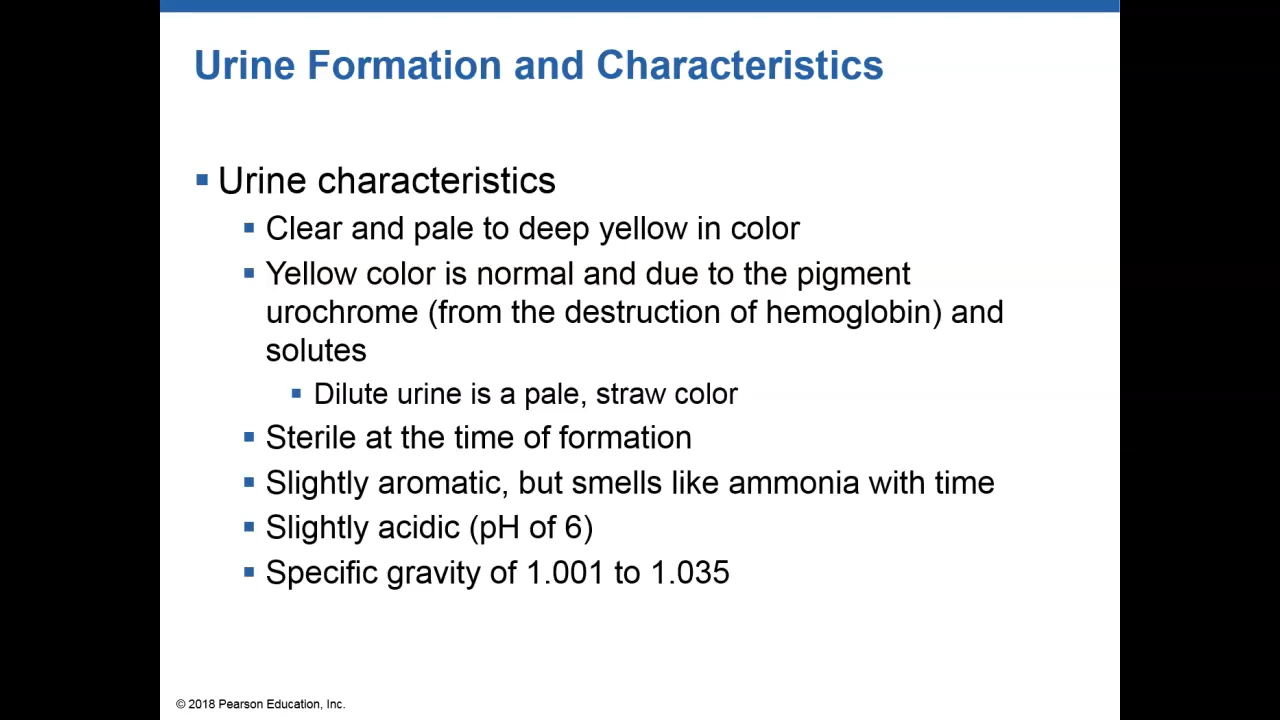 Urine Formation and Characteristics
▪ Urine characteristics
▪ Clear and pale to deep yellow in color
▪ Yellow color is normal and due to the pigment
urochrome (from the destruction of hemoglobin) and
solutes
▪ Dilute urine is a pale, straw color
▪ Sterile at the time of formation
▪ Slightly aromatic, but smells like ammonia with time
▪ Slightly acidic (pH of 6)
▪ Specific gravity of 1.001 to 1.035
© 2018 Pearson Education, Inc.